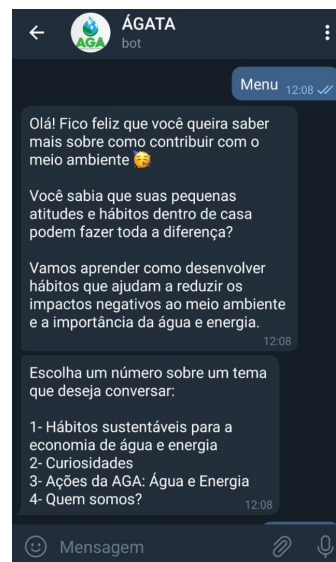 ÁGATA
bot
AGA
Menu 12:08
Olá! Fico feliz que você queira saber
mais sobre como contribuir com o
meio ambiente 🥳
Você sabia que suas pequenas
atitudes e hábitos dentro de casa
podem fazer toda a diferença?
Vamos aprender como desenvolver
hábitos que ajudam a reduzir os
impactos negativos ao meio ambiente
e a importância da água e energia.
12:08
Escolha um número sobre um tema
que deseja conversar:
1- Hábitos sustentáveis para a
economia de água e energia
2- Curiosidades
3- Ações da AGA: Água e Energia
4- Quem somos?
12:08
Mensagem